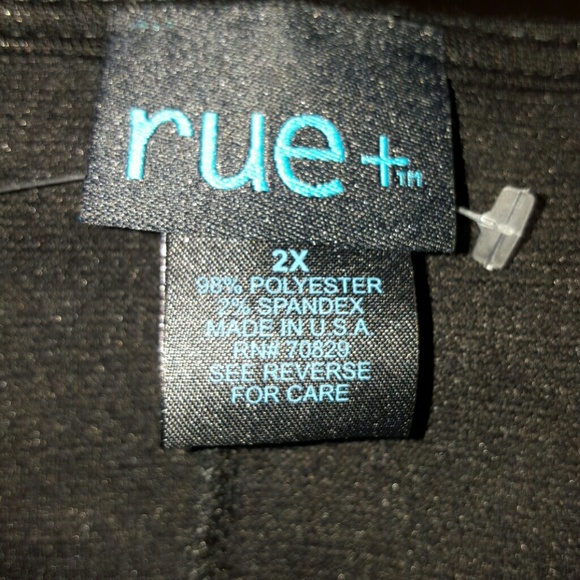 rue+™
2X
98% POLYESTER
2% SPANDEX
MADE IN U.S.A.
RN# 70829
SEE REVERSE
FOR CARE